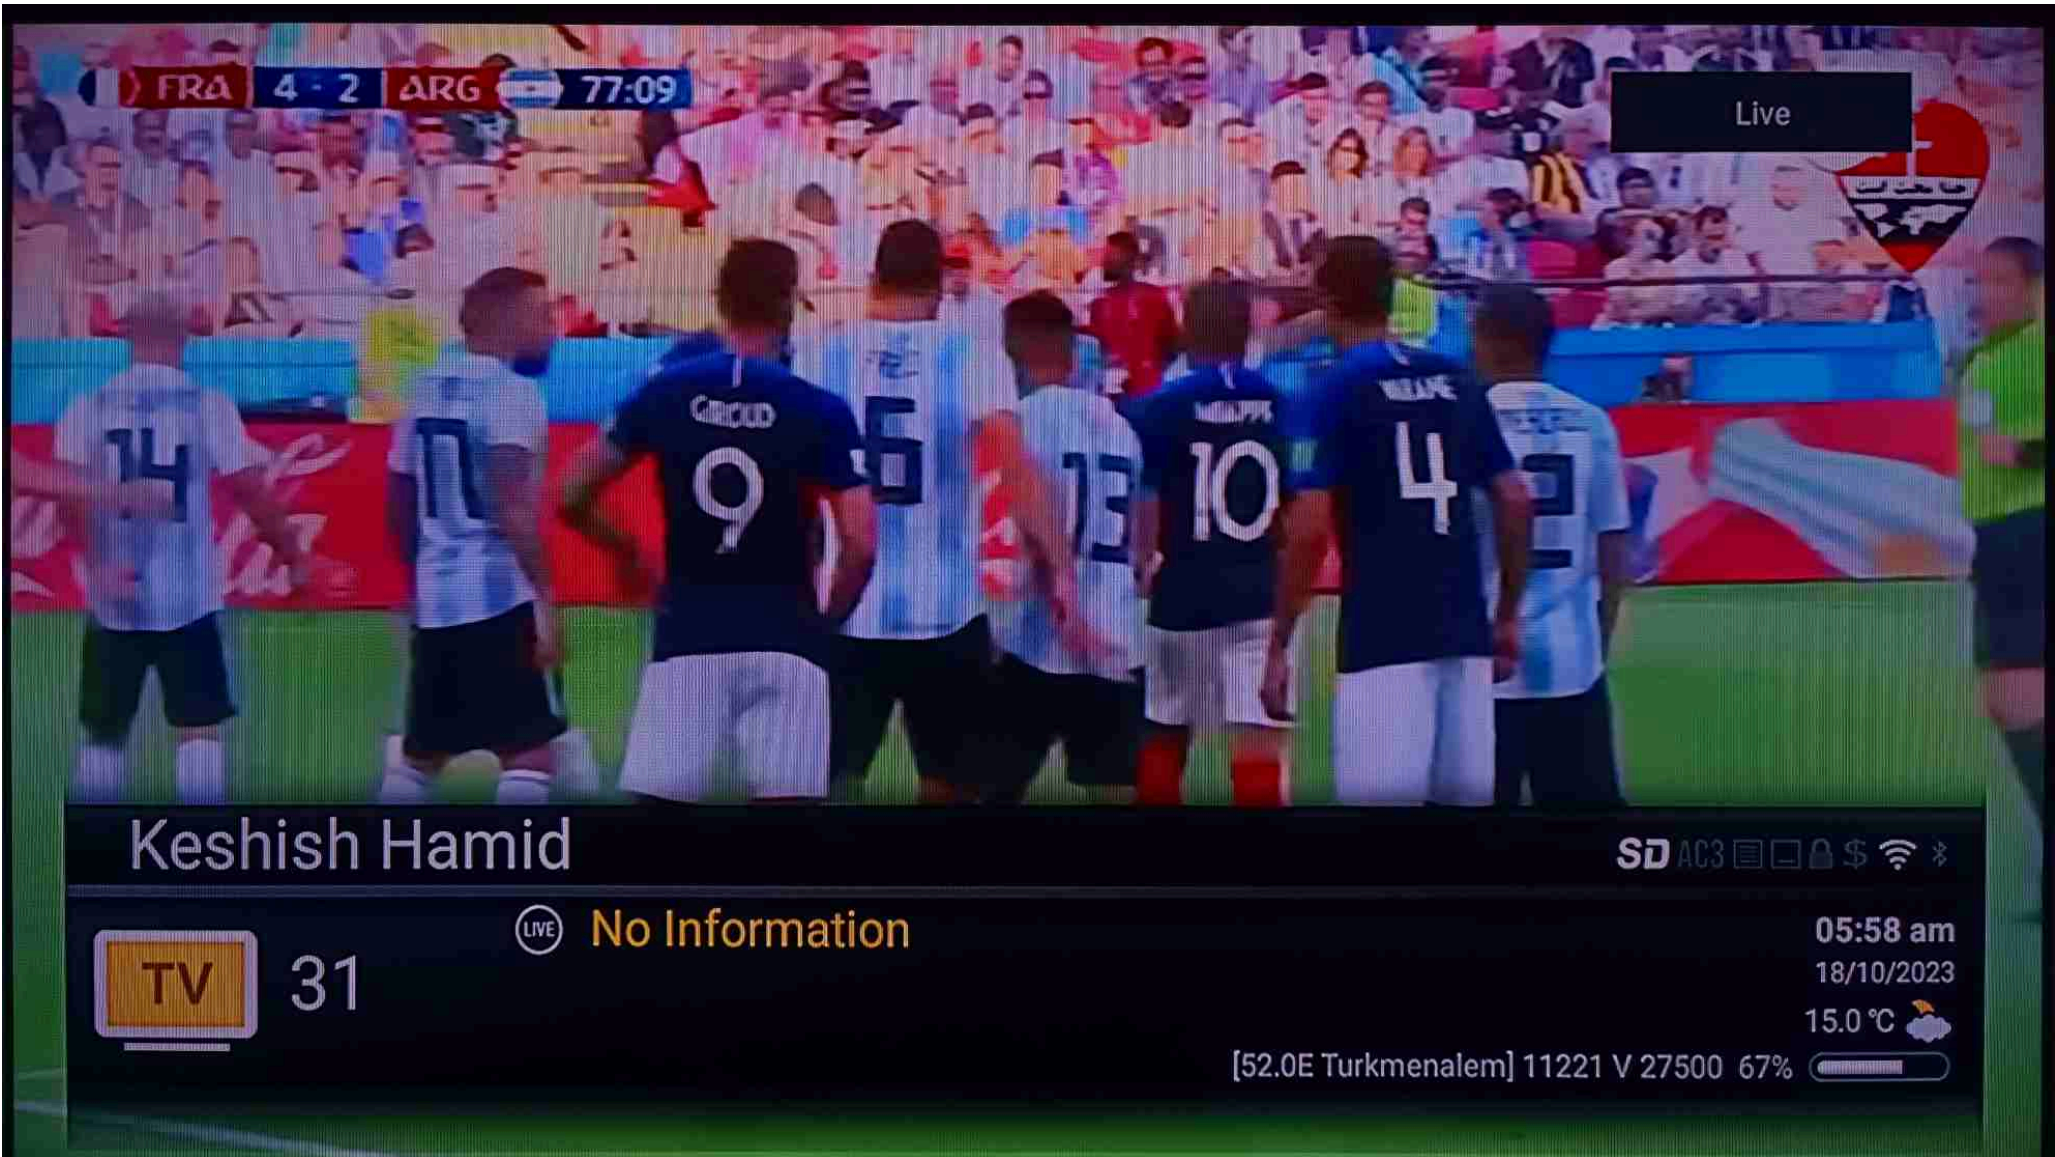 FRA 4 - 2 ARG 77:09
Live
14
11
GIROUD
9
6
13
10
VARANE
4
2
Keshish Hamid
SD AC3 $
LIVE No Information
TV 31
05:58 am
18/10/2023
15.0 °C
[52.0E Turkmenalem] 11221 V 27500 67%